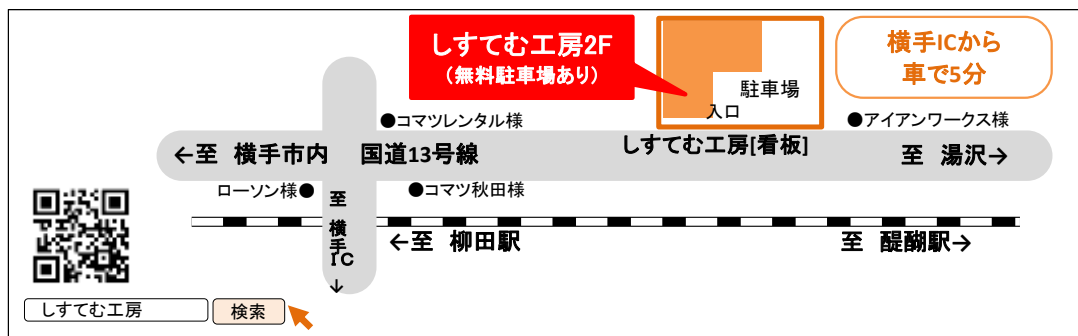 しすてむ工房2F
(無料駐車場あり)
横手ICから
車で5分
駐車場
入口
●コマツレンタル様
●アイアンワークス様
しすてむ工房[看板]
←至 横手市内 国道13号線
至 湯沢→
ローソン様●
●コマツ秋田様
至 横手IC→
←至 柳田駅
至 醍醐駅→
しすてむ工房
検索